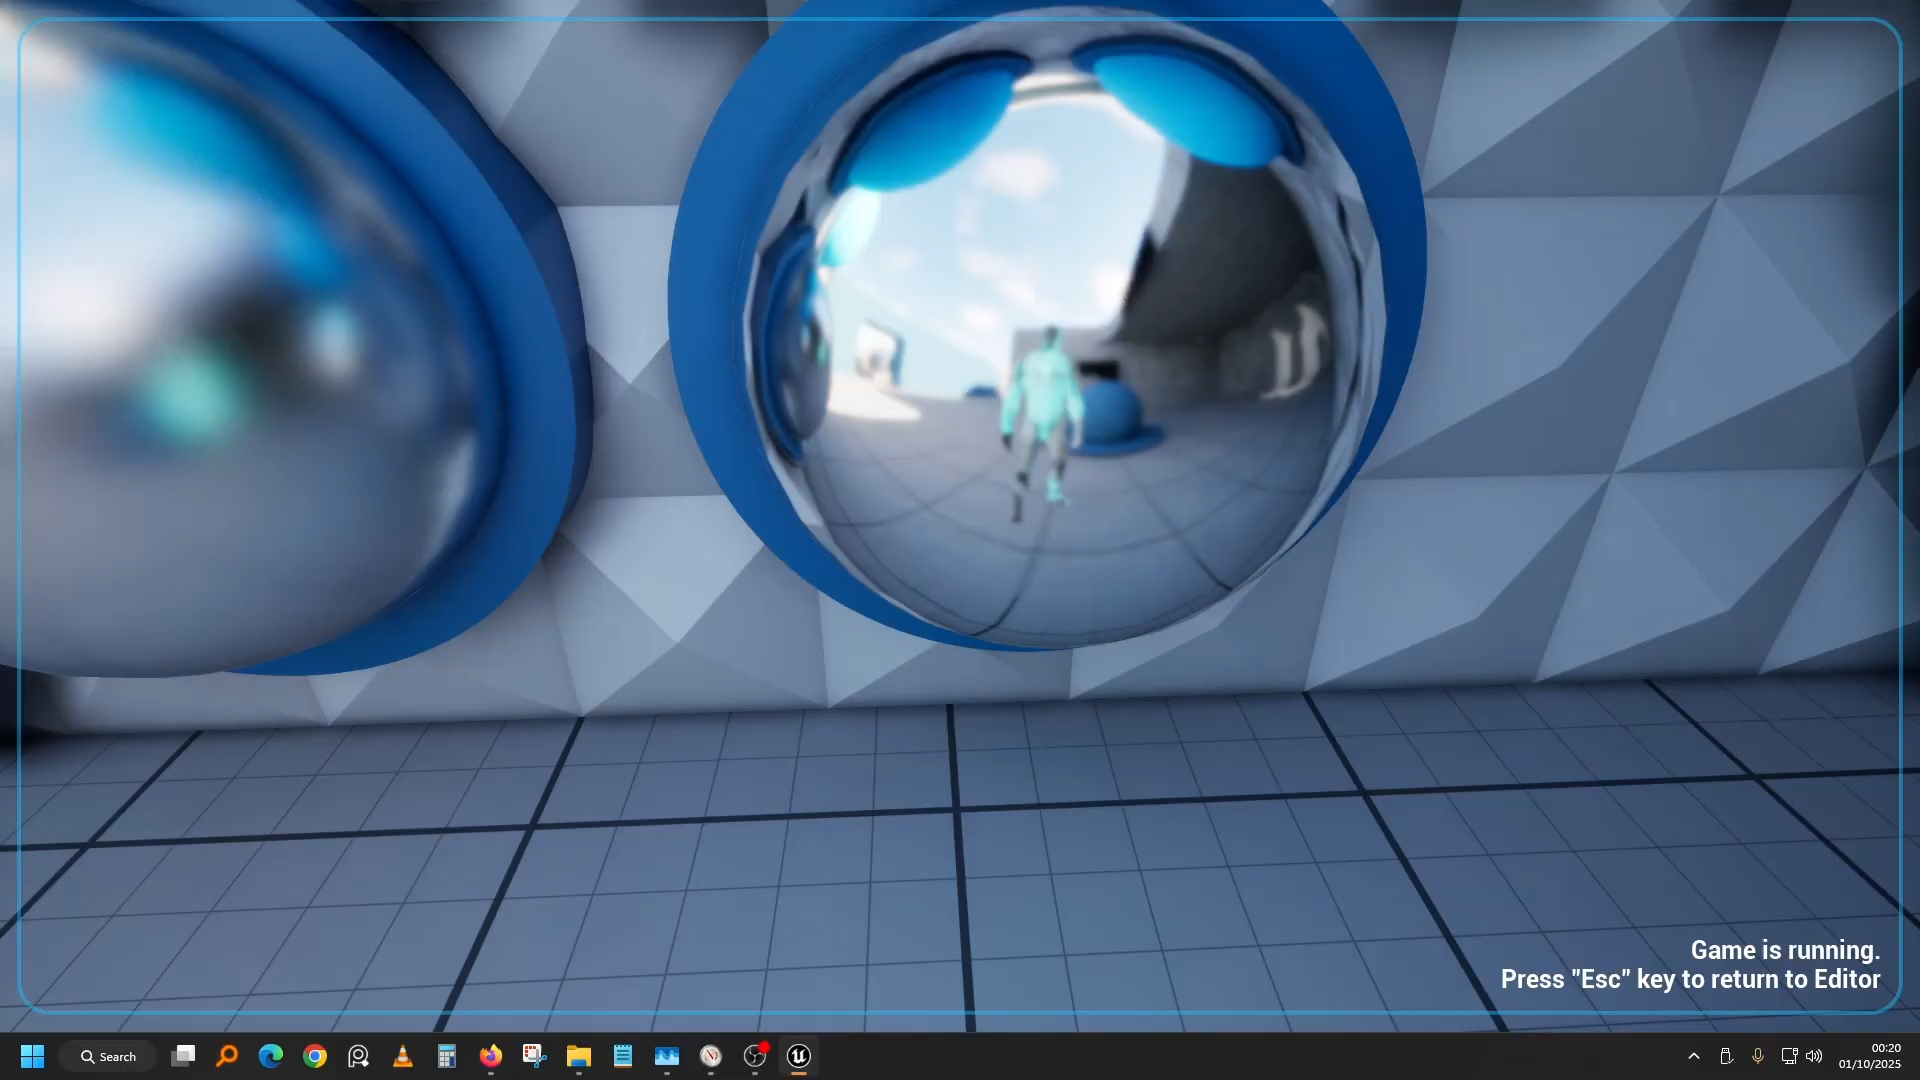 Game is running.
Press "Esc" key to return to Editor
Search
00:20
01/10/2025